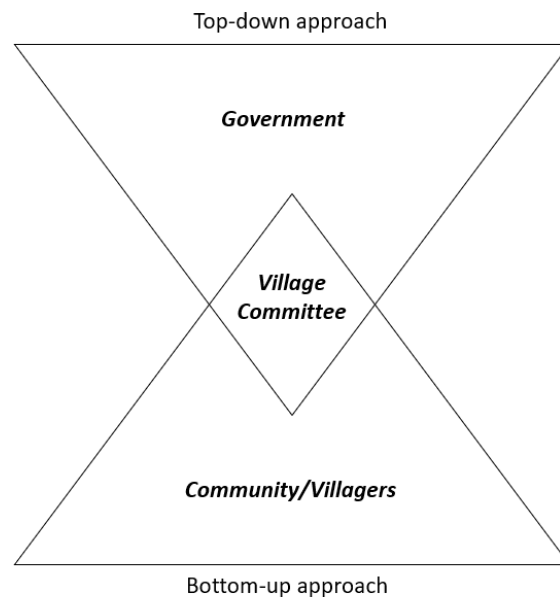 Top-down approach
Government
Village
Committee
Community/Villagers
Bottom-up approach